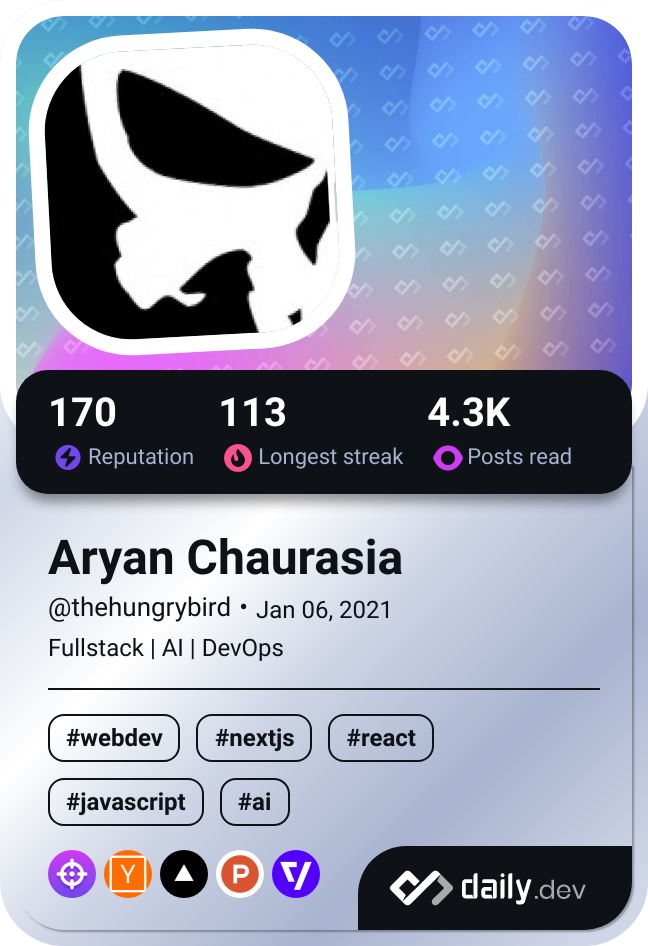 170 113 4.3K
Reputation Longest streak Posts read
Aryan Chaurasia
@thehungrybird • Jan 06, 2021
Fullstack | AI | DevOps
#webdev #nextjs #react
#javascript #ai
Y P
daily.dev